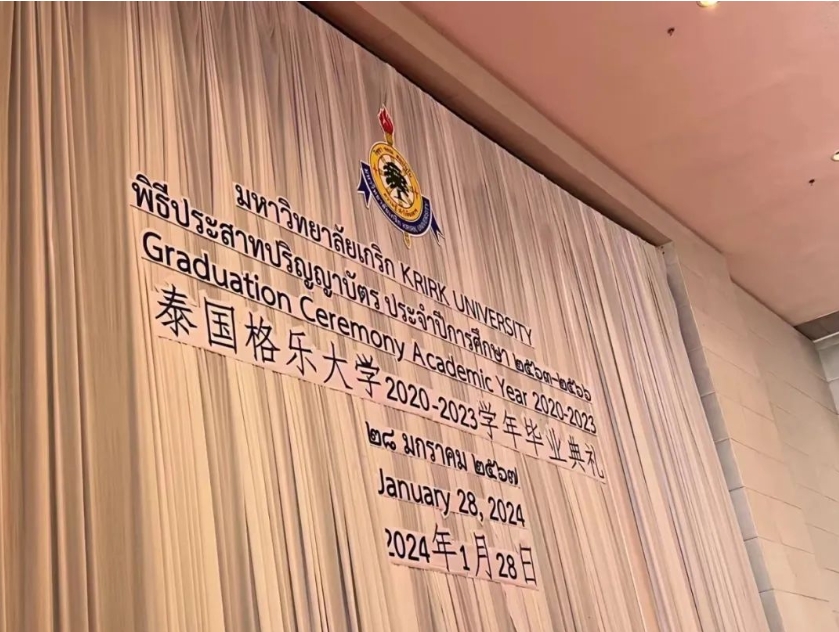 มหาวิทยาลัยเกริก KRIRK UNIVERSITY
พิธีประสาทปริญญาบัตร ประจำปีการศึกษา ๒๕๖๓-๒๕๖๖
Graduation Ceremony Academic Year 2020-2023
泰国格乐大学2020-2023学年毕业典礼
๒๘ มกราคม ๒๕๖๗
January 28, 2024
2024年1月28日